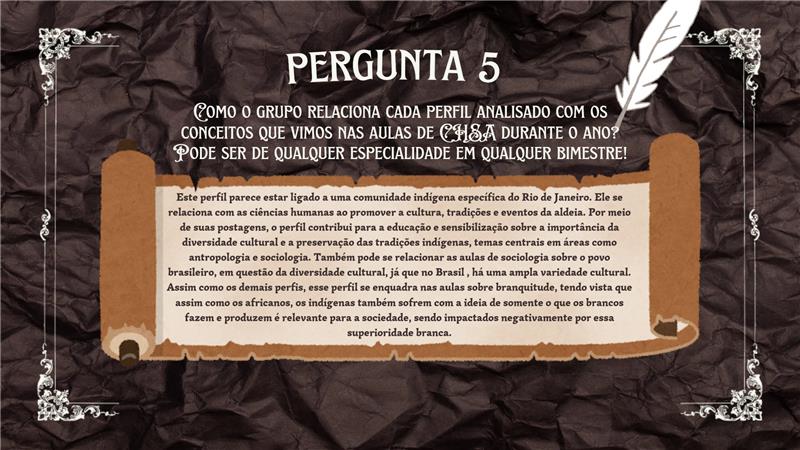 PERGUNTA 5
COMO O GRUPO RELACIONA CADA PERFIL ANALISADO COM OS
CONCEITOS QUE VIMOS NAS AULAS DE CHSA DURANTE O ANO?
PODE SER DE QUALQUER ESPECIALIDADE EM QUALQUER BIMESTRE!
Este perfil parece estar ligado a uma comunidade indígena específica do Rio de Janeiro. Ele se
relaciona com as ciências humanas ao promover a cultura, tradições e eventos da aldeia. Por meio
de suas postagens, o perfil contribui para a educação e sensibilização sobre a importância da
diversidade cultural e a preservação das tradições indígenas, temas centrais em áreas como
antropologia e sociologia. Também pode se relacionar as aulas de sociologia sobre o povo
brasileiro, em questão da diversidade cultural, já que no Brasil , há uma ampla variedade cultural.
Assim como os demais perfis, esse perfil se enquadra nas aulas sobre branquitude, tendo vista que
assim como os africanos, os indígenas também sofrem com a ideia de somente o que os brancos
fazem e produzem é relevante para a sociedade, sendo impactados negativamente por essa
superioridade branca.